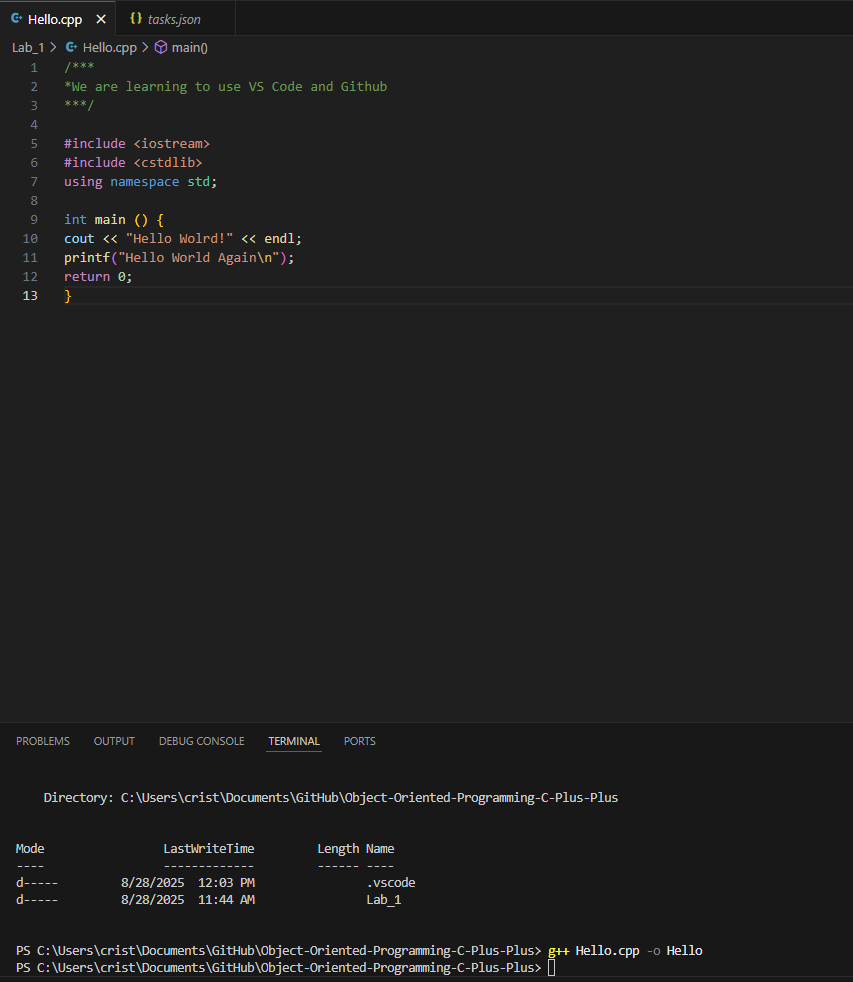 Hello.cpp × {} tasks.json
Lab_1 > Hello.cpp > main()
1 /***
2 *We are learning to use VS Code and Github
3 ***/
4
5 #include <iostream>
6 #include <cstdlib>
7 using namespace std;
8
9 int main () {
10 cout << "Hello Wolrd!" << endl;
11 printf("Hello World Again\n");
12 return 0;
13 }
PROBLEMS OUTPUT DEBUG CONSOLE TERMINAL PORTS
Directory: C:\Users\crist\Documents\GitHub\Object-Oriented-Programming-C-Plus-Plus
Mode LastWriteTime Length Name
---- ------------- ------ ----
d----- 8/28/2025 12:03 PM .vscode
d----- 8/28/2025 11:44 AM Lab_1
PS C:\Users\crist\Documents\GitHub\Object-Oriented-Programming-C-Plus-Plus> g++ Hello.cpp -o Hello
PS C:\Users\crist\Documents\GitHub\Object-Oriented-Programming-C-Plus-Plus>